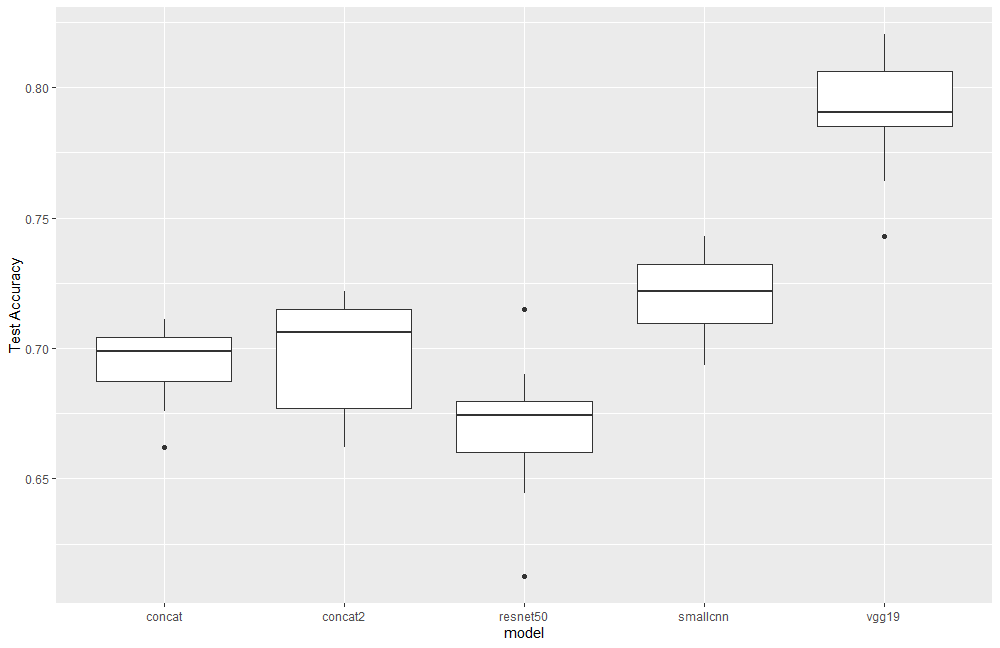 Test Accuracy
0.80
0.75
0.70
0.65
concat
concat2
resnet50
smallcnn
vgg19
model